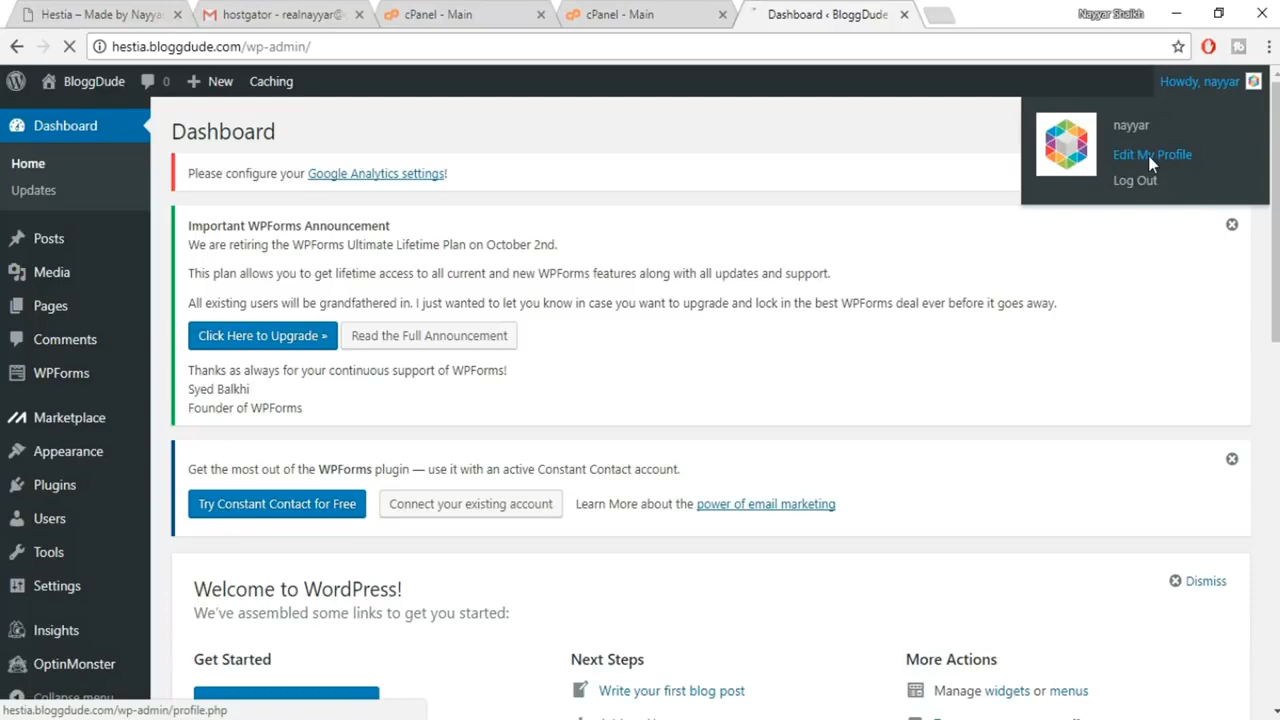 Hestia – Made by Nayya
hostgator - realnayyar@
cPanel - Main
cPanel - Main
Dashboard ‹ BloggDude
Nayyar Shaikh
hestia.bloggdude.com/wp-admin/
BloggDude
0
New
Caching
Howdy, nayyar
Dashboard
Home
Updates
Posts
Media
Pages
Comments
WPForms
Marketplace
Appearance
Plugins
Users
Tools
Settings
Insights
OptinMonster
Collapse menu
nayyar
Edit My Profile
Log Out
Dashboard
Please configure your Google Analytics settings!
Important WPForms Announcement
We are retiring the WPForms Ultimate Lifetime Plan on October 2nd.
This plan allows you to get lifetime access to all current and new WPForms features along with all updates and support.
All existing users will be grandfathered in. I just wanted to let you know in case you want to upgrade and lock in the best WPForms deal ever before it goes away.
Click Here to Upgrade »
Read the Full Announcement
Thanks as always for your continuous support of WPForms!
Syed Balkhi
Founder of WPForms
Get the most out of the WPForms plugin — use it with an active Constant Contact account.
Try Constant Contact for Free
Connect your existing account
Learn More about the power of email marketing
Welcome to WordPress!
Dismiss
We've assembled some links to get you started:
Get Started
Next Steps
More Actions
Write your first blog post
Manage widgets or menus
hestia.bloggdude.com/wp-admin/profile.php